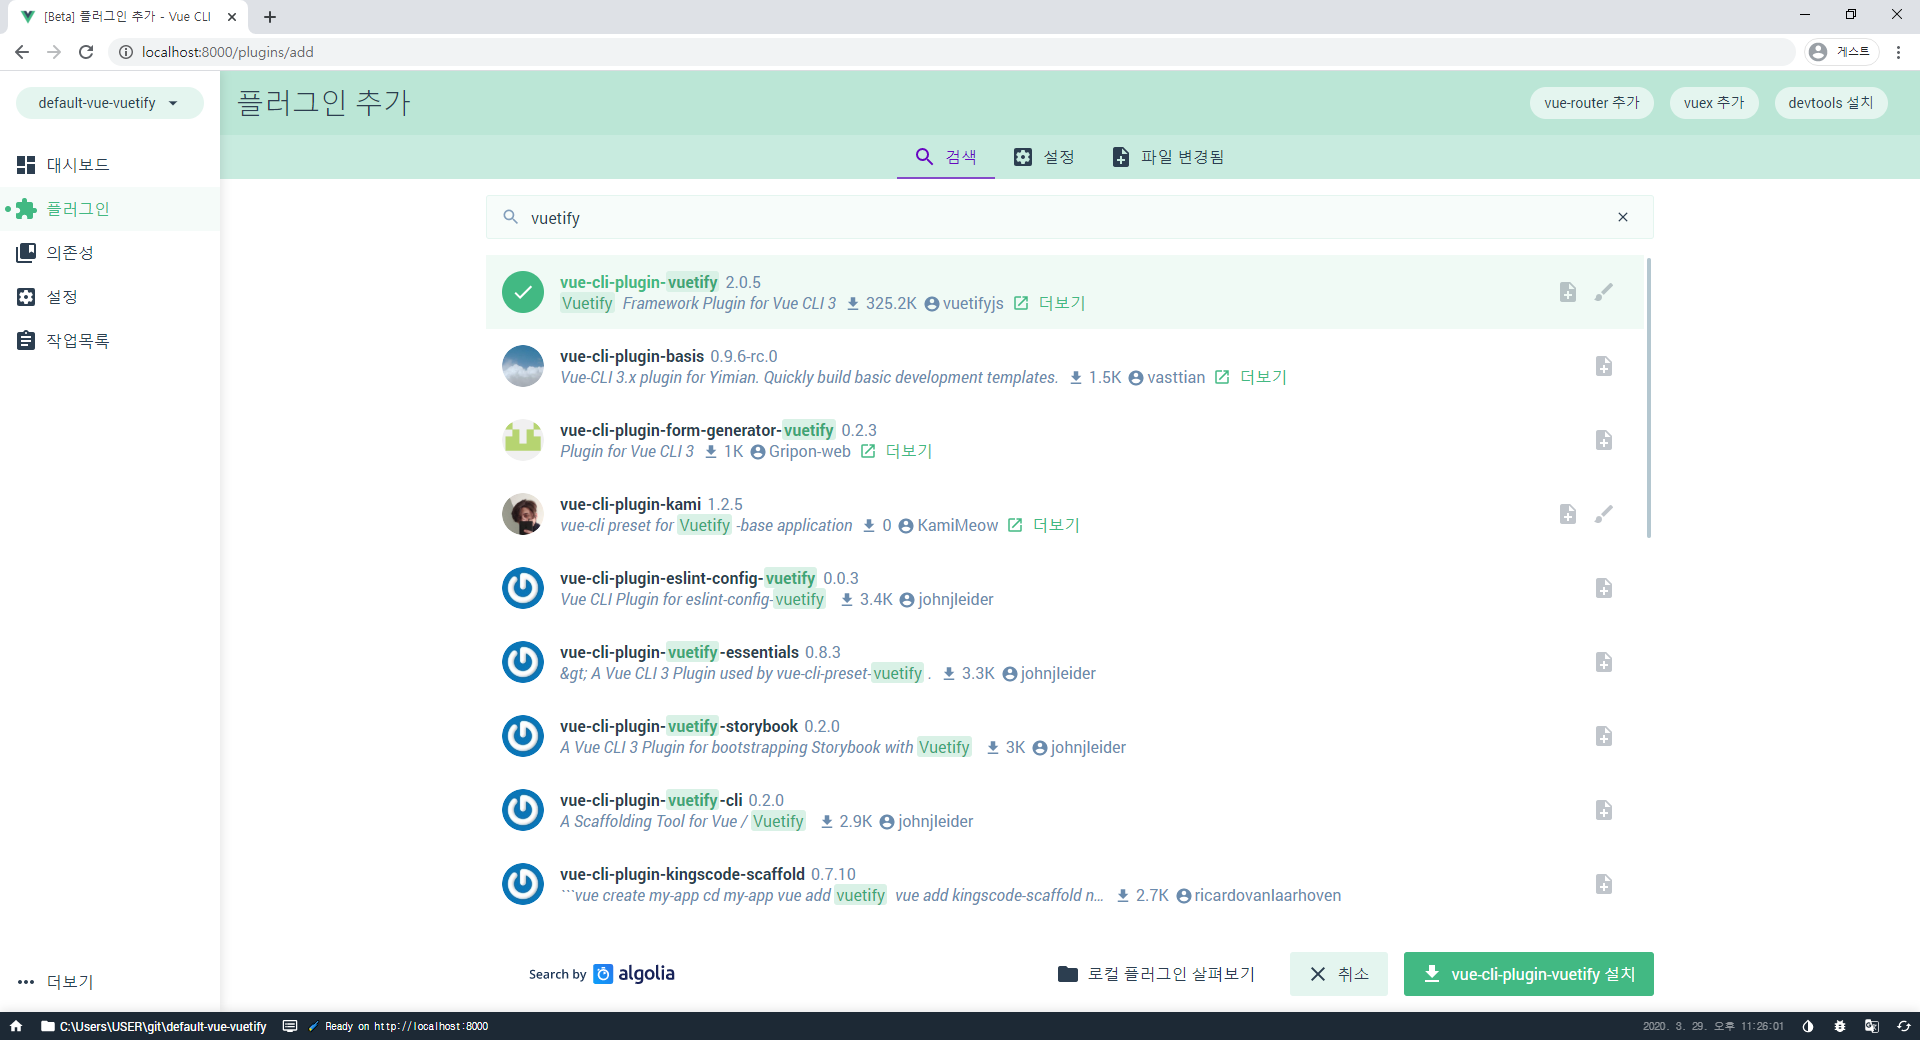 [Beta] 플러그인 추가 - Vue CLI
localhost:8000/plugins/add
게스트
default-vue-vuetify
플러그인 추가
vue-router 추가
vuex 추가
devtools 설치
대시보드
플러그인
의존성
설정
작업목록
검색
설정
파일 변경됨
vuetify
vue-cli-plugin-vuetify 2.0.5
Vuetify Framework Plugin for Vue CLI 3 325.2K vuetifyjs 더보기
vue-cli-plugin-basis 0.9.6-rc.0
Vue-CLI 3.x plugin for Yimian. Quickly build basic development templates. 1.5K vasttian 더보기
vue-cli-plugin-form-generator-vuetify 0.2.3
Plugin for Vue CLI 3 1K Gripon-web 더보기
vue-cli-plugin-kami 1.2.5
vue-cli preset for Vuetify -base application 0 KamiMeow 더보기
vue-cli-plugin-eslint-config-vuetify 0.0.3
Vue CLI Plugin for eslint-config-vuetify 3.4K johnjleider
vue-cli-plugin-vuetify-essentials 0.8.3
&gt; A Vue CLI 3 Plugin used by vue-cli-preset-vuetify . 3.3K johnjleider
vue-cli-plugin-vuetify-storybook 0.2.0
A Vue CLI 3 Plugin for bootstrapping Storybook with Vuetify 3K johnjleider
vue-cli-plugin-vuetify-cli 0.2.0
A Scaffolding Tool for Vue / Vuetify 2.9K johnjleider
vue-cli-plugin-kingscode-scaffold 0.7.10
```vue create my-app cd my-app vue add vuetify vue add kingscode-scaffold n... 2.7K ricardovanlaarhoven
Search by algolia
로컬 플러그인 살펴보기
취소
vue-cli-plugin-vuetify 설치
더보기
C:\Users\USER\git\default-vue-vuetify
Ready on http://localhost:8000
2020. 3. 29. 오후 11:26:01